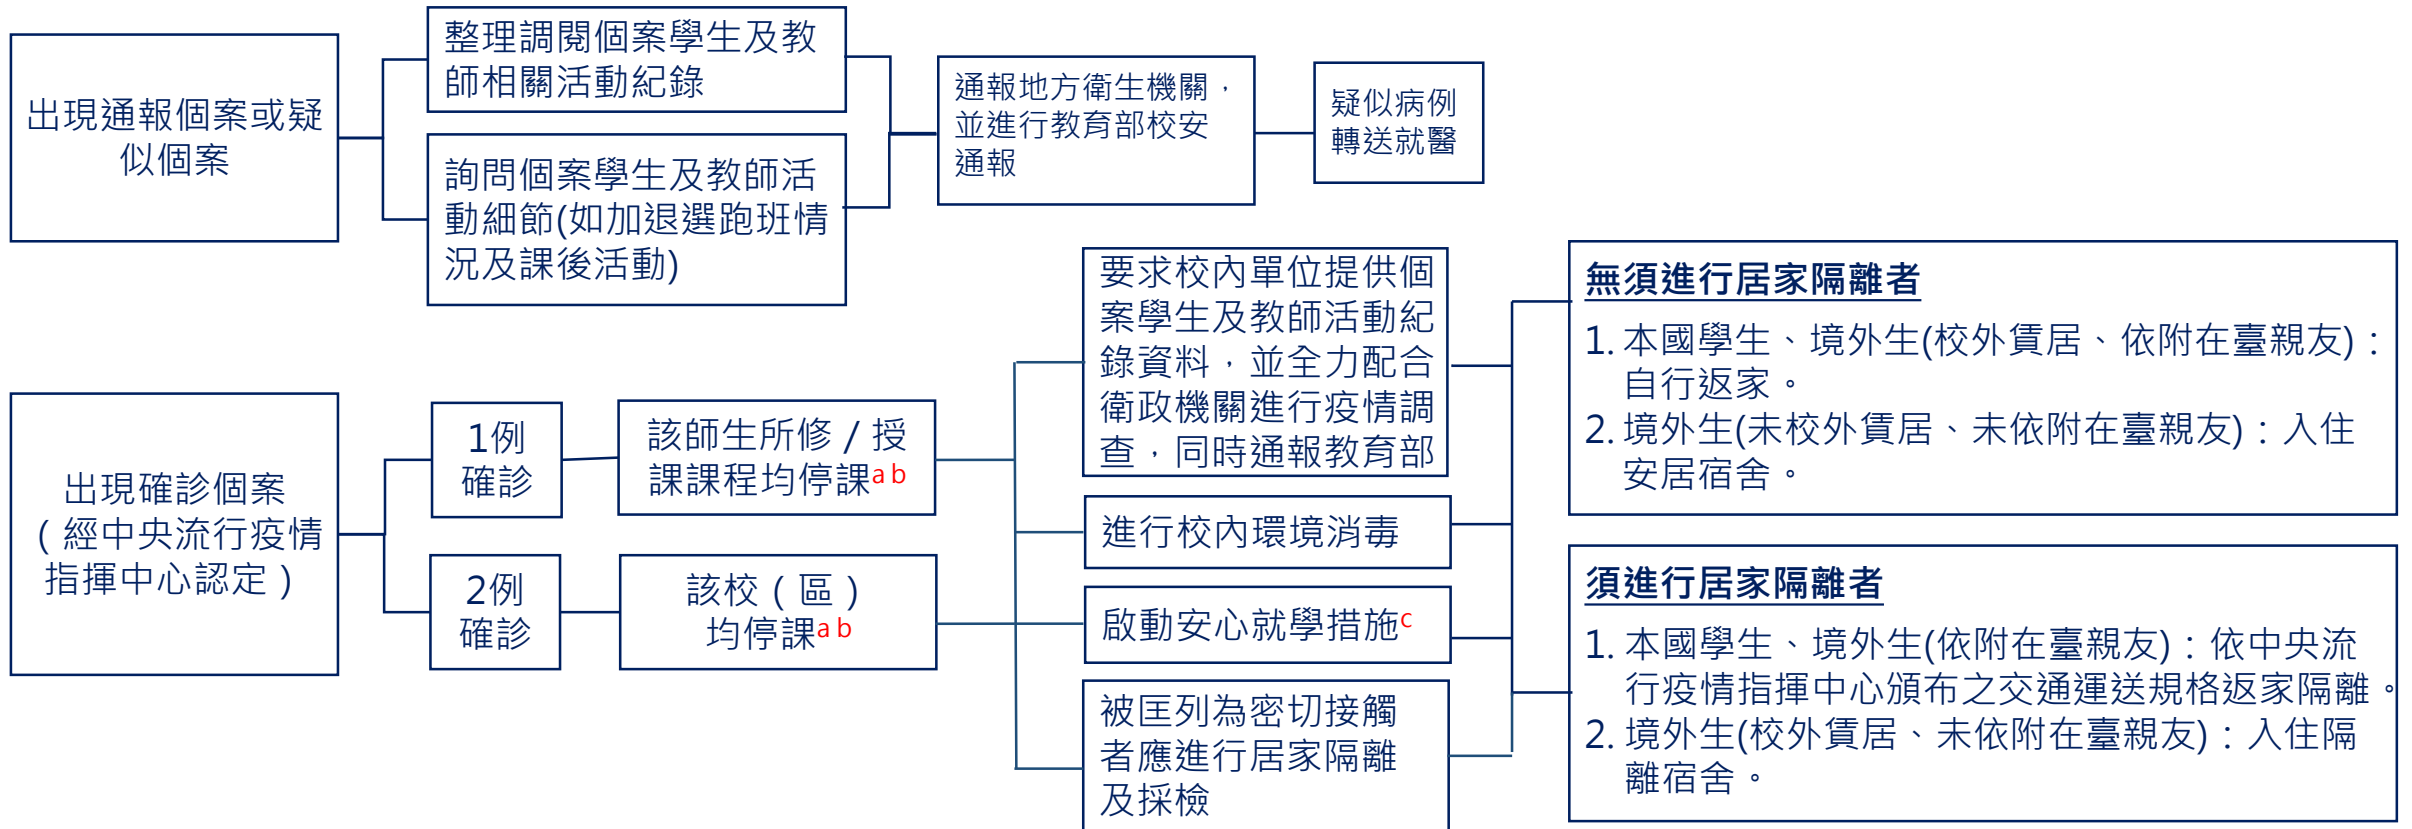 出現通報個案或疑
似個案
整理調閱個案學生及教
師相關活動紀錄
詢問個案學生及教師活
動細節(如加退選跑班情
況及課後活動)
通報地方衛生機關，
並進行教育部校安
通報
疑似病例
轉送就醫
出現確診個案
（經中央流行疫情
指揮中心認定）
1例
確診
該師生所修／授
課課程均停課a b
2例
確診
該校（區）
均停課a b
要求校內單位提供個
案學生及教師活動紀
錄資料，並全力配合
衛政機關進行疫情調
查，同時通報教育部
進行校內環境消毒
啟動安心就學措施c
被匡列為密切接觸
者應進行居家隔離
及採檢
無須進行居家隔離者
1. 本國學生、境外生(校外賃居、依附在臺親友)：
自行返家。
2. 境外生(未校外賃居、未依附在臺親友)：入住
安居宿舍。
須進行居家隔離者
1. 本國學生、境外生(依附在臺親友)：依中央流
行疫情指揮中心頒布之交通運送規格返家隔離。
2. 境外生(校外賃居、未依附在臺親友)：入住隔
離宿舍。